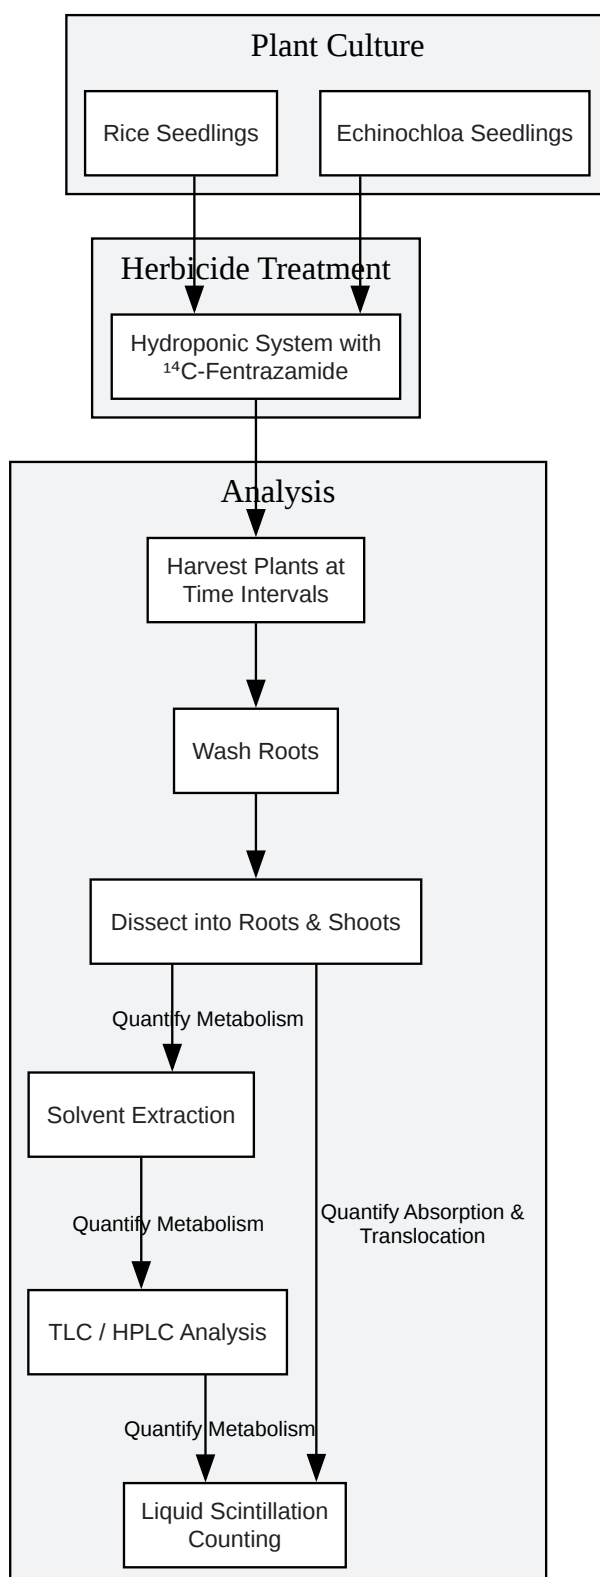 Plant Culture
Rice Seedlings
Echinochloa Seedlings
Herbicide Treatment
Hydroponic System with
¹⁴C-Fentrazamide
Analysis
Harvest Plants at
Time Intervals
Wash Roots
Dissect into Roots & Shoots
Quantify Metabolism
Solvent Extraction
Quantify Absorption &
Translocation
Quantify Metabolism
TLC / HPLC Analysis
Quantify Metabolism
Liquid Scintillation
Counting